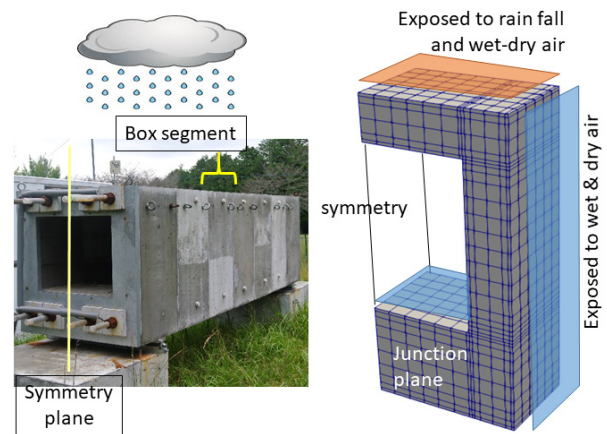 Exposed to rain fall
and wet-dry air
Box segment
symmetry
Exposed to wet & dry air
Junction
plane
Symmetry
plane